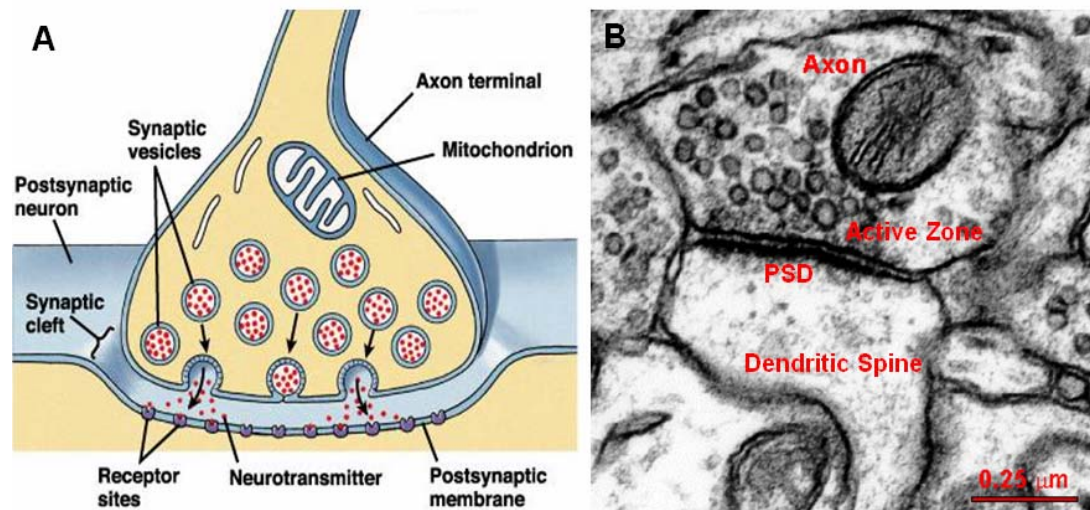 A
Axon terminal
Synaptic
vesicles
Mitochondrion
Postsynaptic
neuron
Synaptic
cleft
Receptor
sites
Neurotransmitter
Postsynaptic
membrane
B
Axon
Active Zone
PSD
Dendritic Spine
0.25 µm